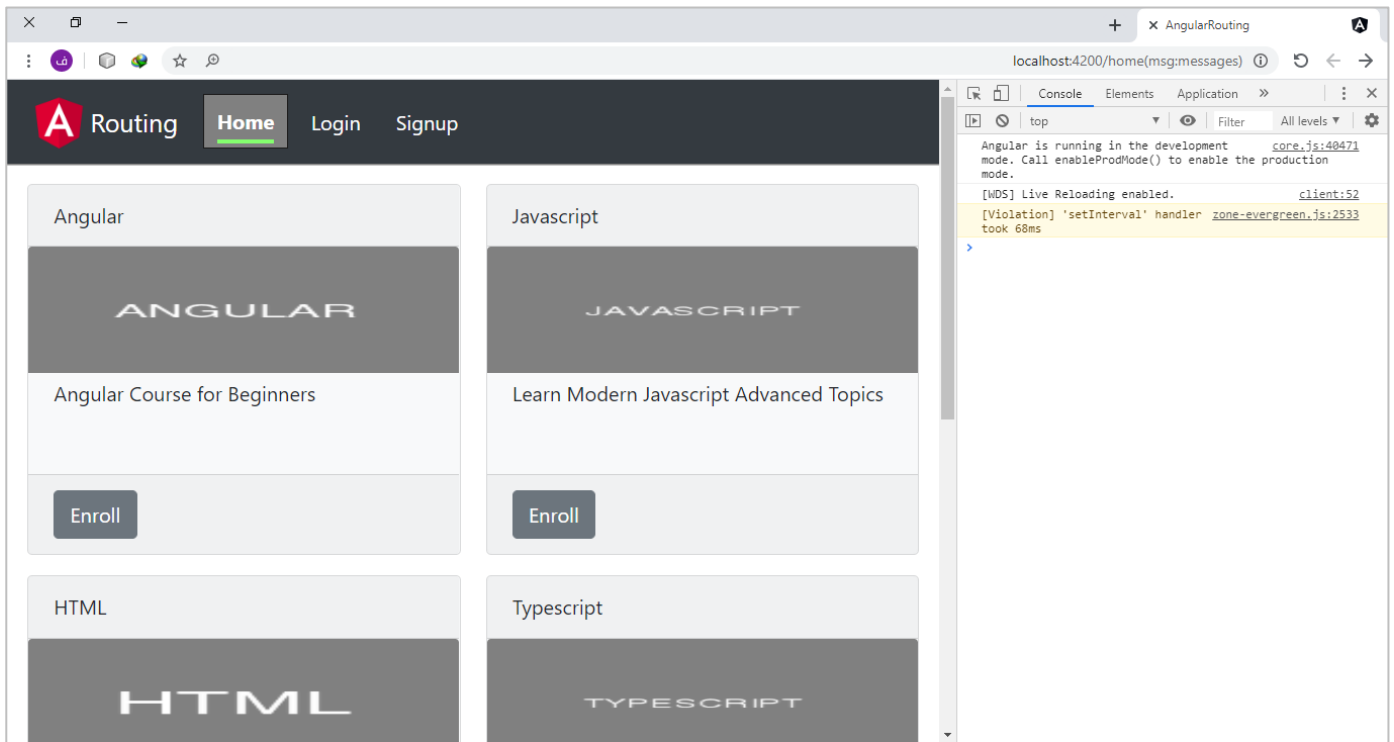 AngularRouting
localhost:4200/home(msg:messages)
ف
Routing Home Login Signup
Angular
ANGULAR
Angular Course for Beginners
Enroll
Javascript
JAVASCRIPT
Learn Modern Javascript Advanced Topics
Enroll
HTML
HTML
Typescript
TYPESCRIPT
Console Elements Application
top Filter All levels
Angular is running in the development core.js:40471
mode. Call enableProdMode() to enable the production
mode.
[WDS] Live Reloading enabled. client:52
[Violation] 'setInterval' handler zone-evergreen.js:2533
took 68ms